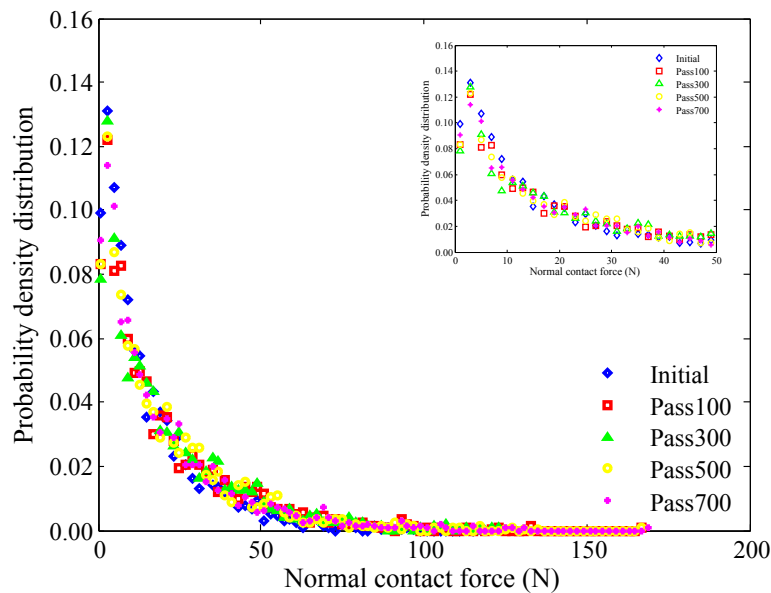 0.16
0.14
0.12
0.10
0.08
0.06
0.04
0.02
0.00
0
50
100
150
200
Probability density distribution
Normal contact force (N)
Initial
Pass100
Pass300
Pass500
Pass700
0.16
0.14
0.12
0.10
0.08
0.06
0.04
0.02
0.00
0
10
20
30
40
50
Probability density distribution
Normal contact force (N)
Initial
Pass100
Pass300
Pass500
Pass700